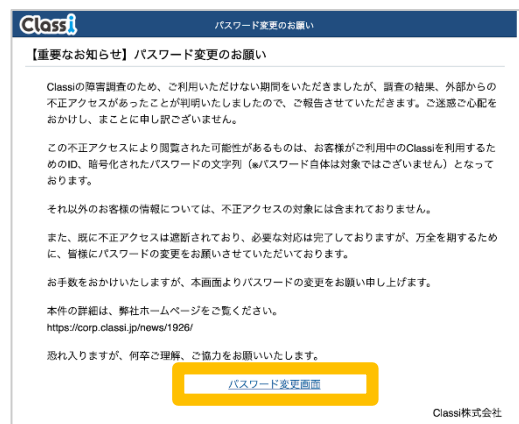 Classi
パスワード変更のお願い
【重要なお知らせ】パスワード変更のお願い
Classiの障害調査のため、ご利用いただけない期間をいただきましたが、調査の結果、外部からの
不正アクセスがあったことが判明いたしましたので、ご報告させていただきます。ご迷惑ご心配を
おかけし、まことに申し訳ございません。
この不正アクセスにより閲覧された可能性があるものは、お客様がご利用中のClassiを利用するた
めのID、暗号化されたパスワードの文字列（※パスワード自体は対象ではございません）となって
おります。
それ以外のお客様の情報については、不正アクセスの対象には含まれておりません。
また、既に不正アクセスは遮断されており、必要な対応は完了しておりますが、万全を期するため
に、皆様にパスワードの変更をお願いさせていただいております。
お手数をおかけいたしますが、本画面よりパスワードの変更をお願い申し上げます。
本件の詳細は、弊社ホームページをご覧ください。
https://corp.classi.jp/news/1926/
恐れ入りますが、何卒ご理解、ご協力をお願いいたします。
パスワード変更画面
Classi株式会社